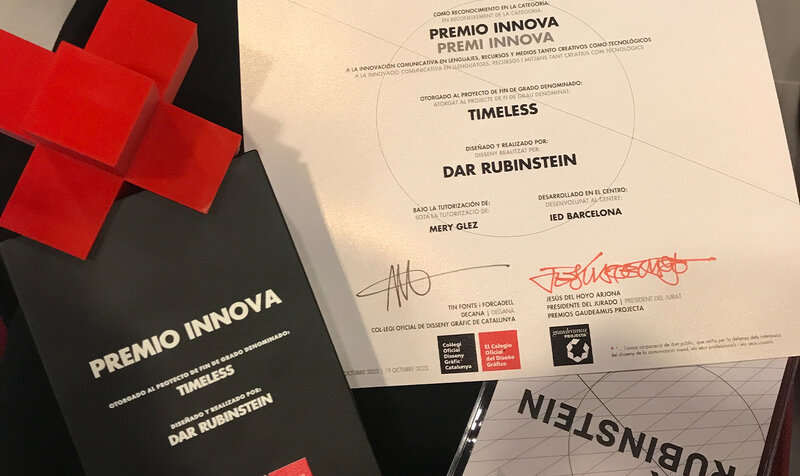 COMO RECONOCIMIENTO EN LA CATEGORÍA:
EN RECONEIXEMENT DE LA CATEGORIA:
PREMIO INNOVA
PREMI INNOVA
A LA INNOVACIÓN COMUNICATIVA EN LENGUAJES, RECURSOS Y MEDIOS TANTO CREATIVOS COMO TECNOLÓGICOS
A LA INNOVACIÓ COMUNICATIVA EN LLENGUATGES, RECURSOS I MITJANS TANT CREATIUS COM TECNOLÒGICS
OTORGADO AL PROYECTO DE FIN DE GRADO DENOMINADO:
ATORGAT AL PROJECTE DE FI DE GRAU DENOMINAT:
TIMELESS
DISEÑADO Y REALIZADO POR:
DISSENY REALITZAT PER:
DAR RUBINSTEIN
BAJO LA TUTORIZACIÓN DE:
SOTA LA TUTORITZACIÓ DE:
MERY GLEZ
DESARROLLADO EN EL CENTRO:
DESENVOLUPAT AL CENTRE:
IED BARCELONA
TIN FONTS I FORCADELL
DECANA | DEGANA
COL·LEGI OFICIAL DE DISSENY GRÀFIC DE CATALUNYA
JESÚS DEL HOYO ARJONA
PRESIDENTE DEL JURADO | PRESIDENT DEL JURAT
PREMIOS GAUDEAMUS PROJECTA
Col·legi
Oficial
Disseny
Gràfic
Catalunya
El Colegio
Oficial
del Diseño
Gráfico
gaudeamus
PROJECTA
OCTUBRE 2022 | 19 OCTUBRE 2022
PREMIO INNOVA
OTORGADO AL PROYECTO DE FIN DE GRADO DENOMINADO:
TIMELESS
DISEÑADO Y REALIZADO POR:
DAR RUBINSTEIN
RUBINSTEIN